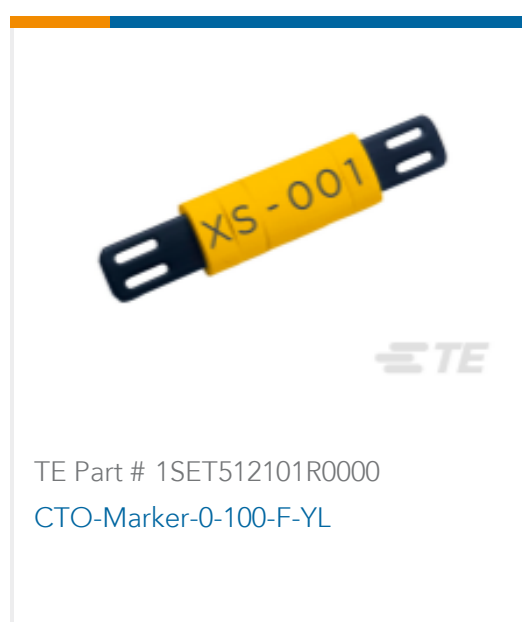 XS-001
TE
TE Part # 1SET512101R0000
CTO-Marker-0-100-F-YL